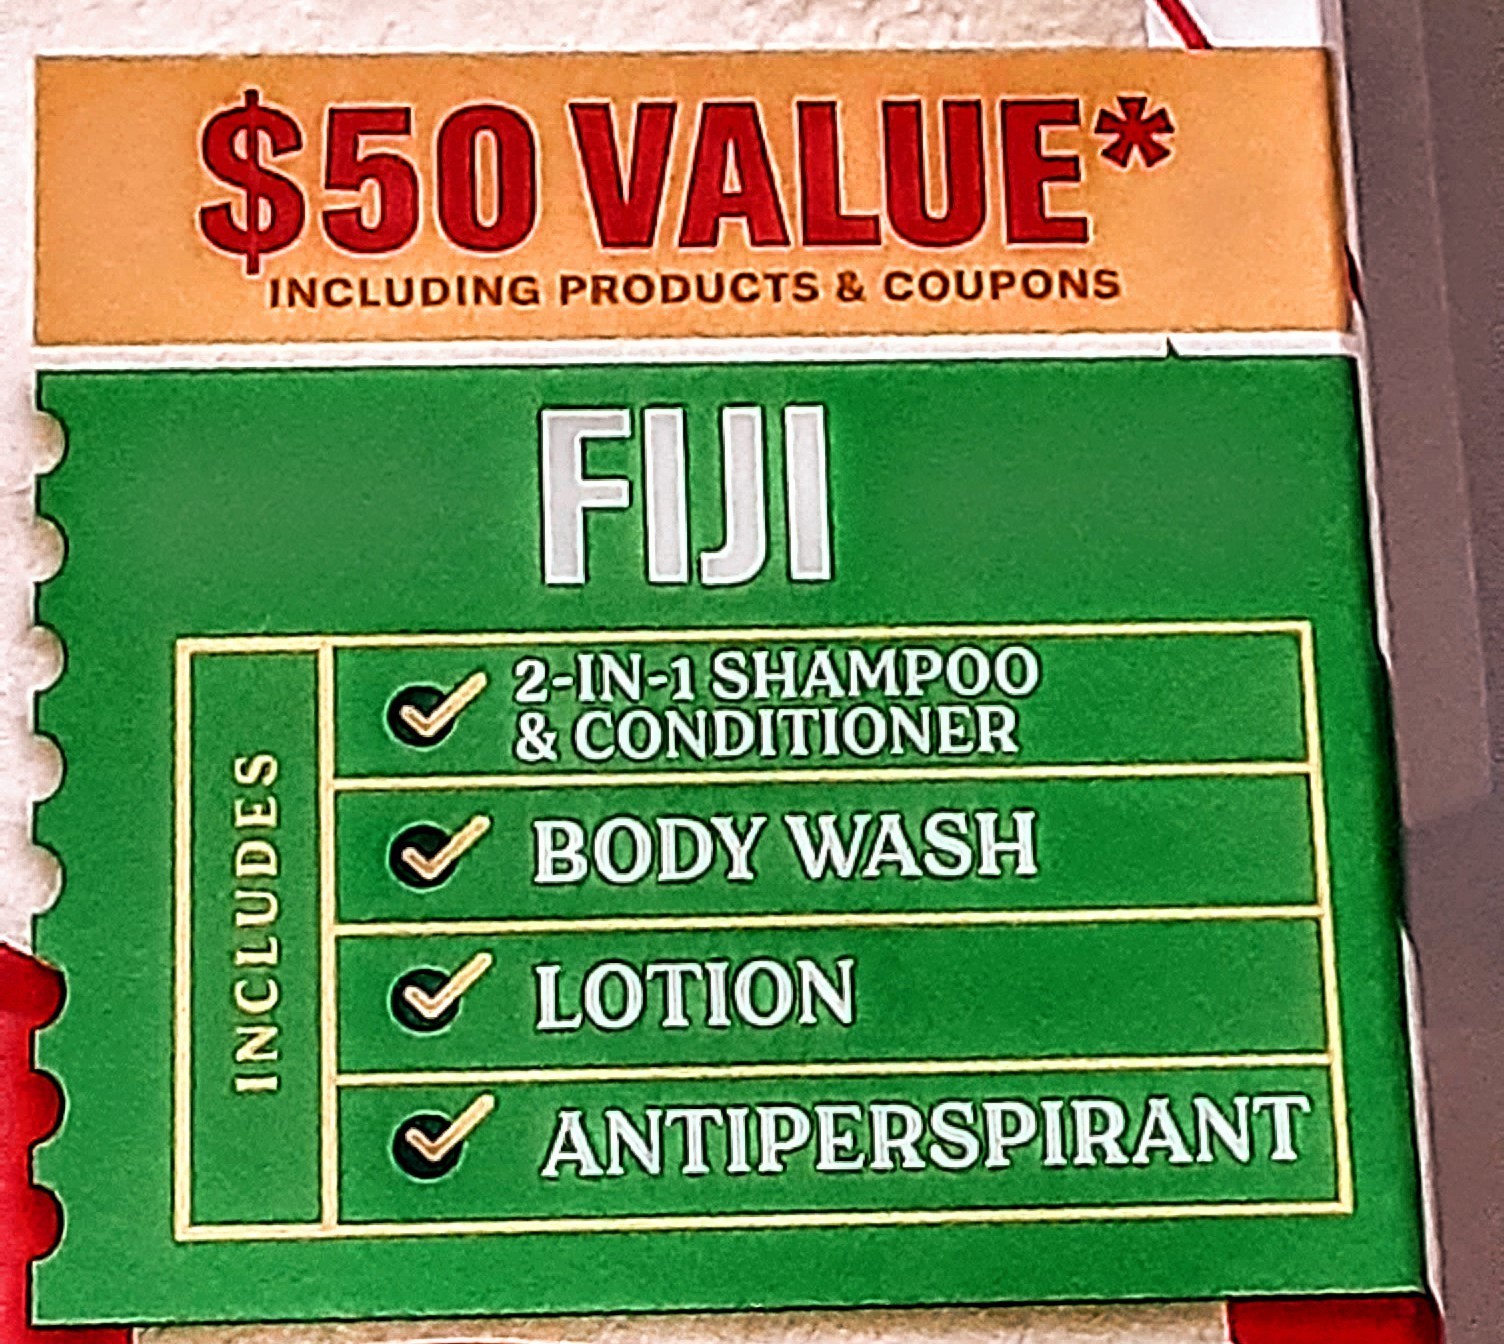 $50 VALUE*
INCLUDING PRODUCTS & COUPONS
FIJI
INCLUDES
2-IN-1 SHAMPOO
& CONDITIONER
BODY WASH
LOTION
ANTIPERSPIRANT